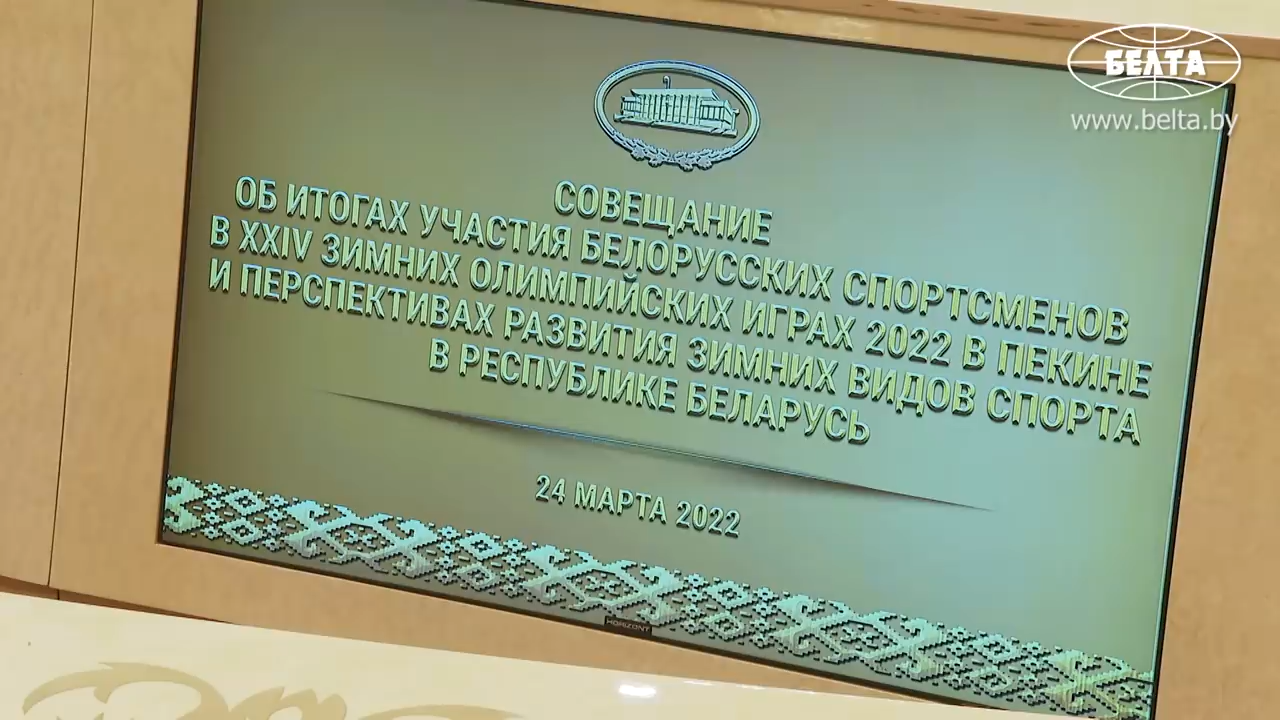 БЕЛТА
www.belta.by
СОВЕЩАНИЕ
ОБ ИТОГАХ УЧАСТИЯ БЕЛОРУССКИХ СПОРТСМЕНОВ
В XXIV ЗИМНИХ ОЛИМПИЙСКИХ ИГРАХ 2022 В ПЕКИНЕ
И ПЕРСПЕКТИВАХ РАЗВИТИЯ ЗИМНИХ ВИДОВ СПОРТА
В РЕСПУБЛИКЕ БЕЛАРУСЬ
24 МАРТА 2022
HORIZONT